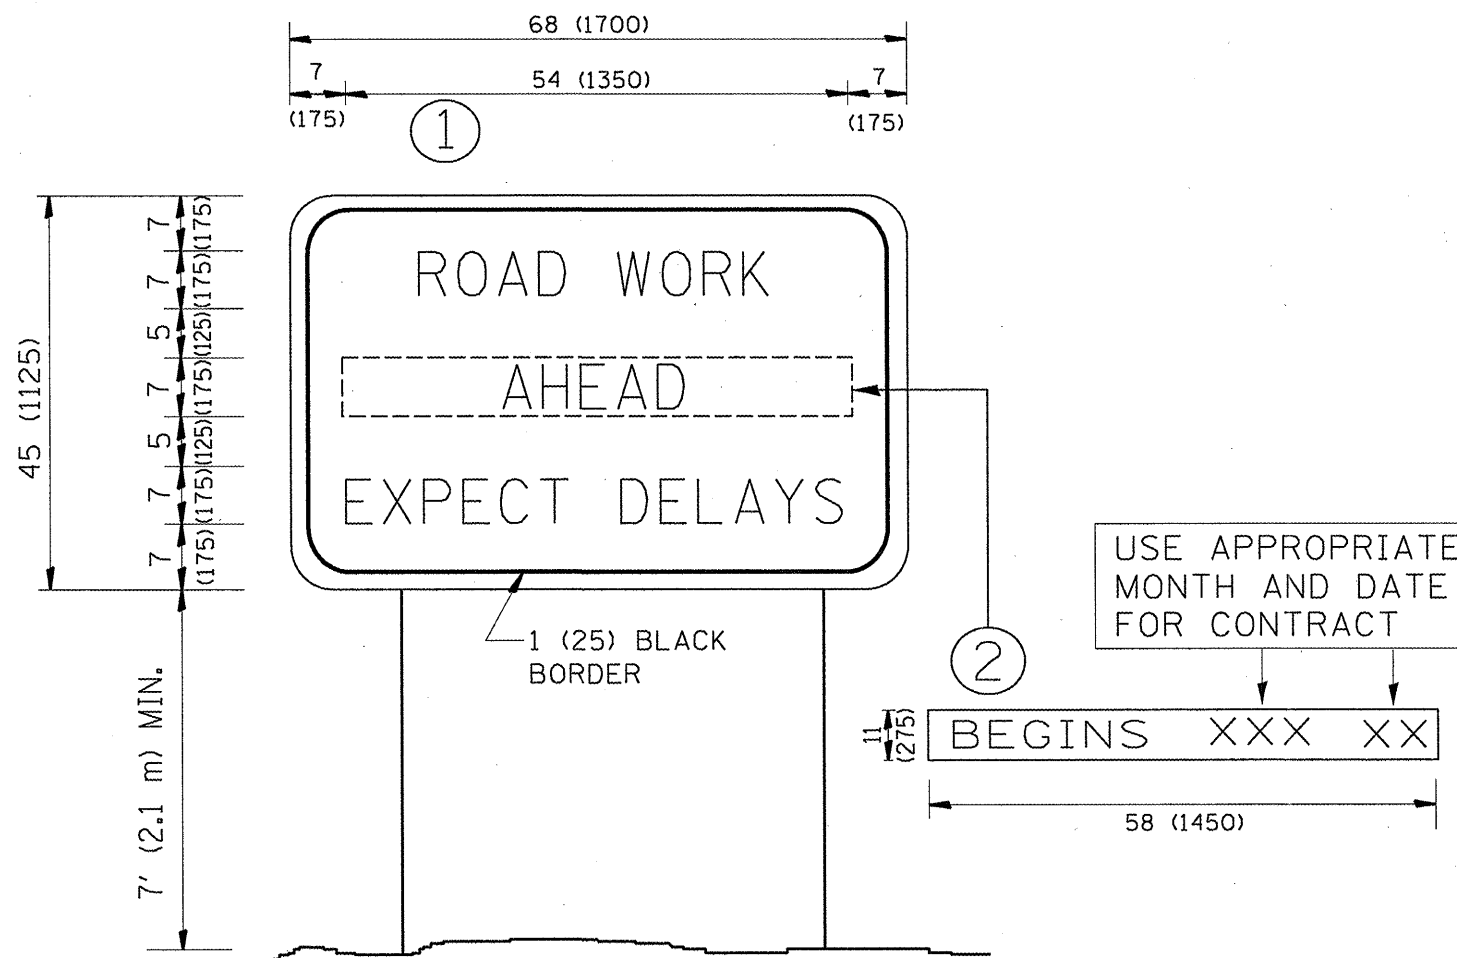 68 (1700)
7
54 (1350)
7
(175)
(175)
1
45 (1125)
7
(175)
7
(175)
5
(125)
7
(175)
5
(125)
7
(175)
7
(175)
ROAD WORK
AHEAD
EXPECT DELAYS
1 (25) BLACK
BORDER
7' (2.1 m) MIN.
2
USE APPROPRIATE
MONTH AND DATE
FOR CONTRACT
11
(275)
BEGINS XXX XX
58 (1450)